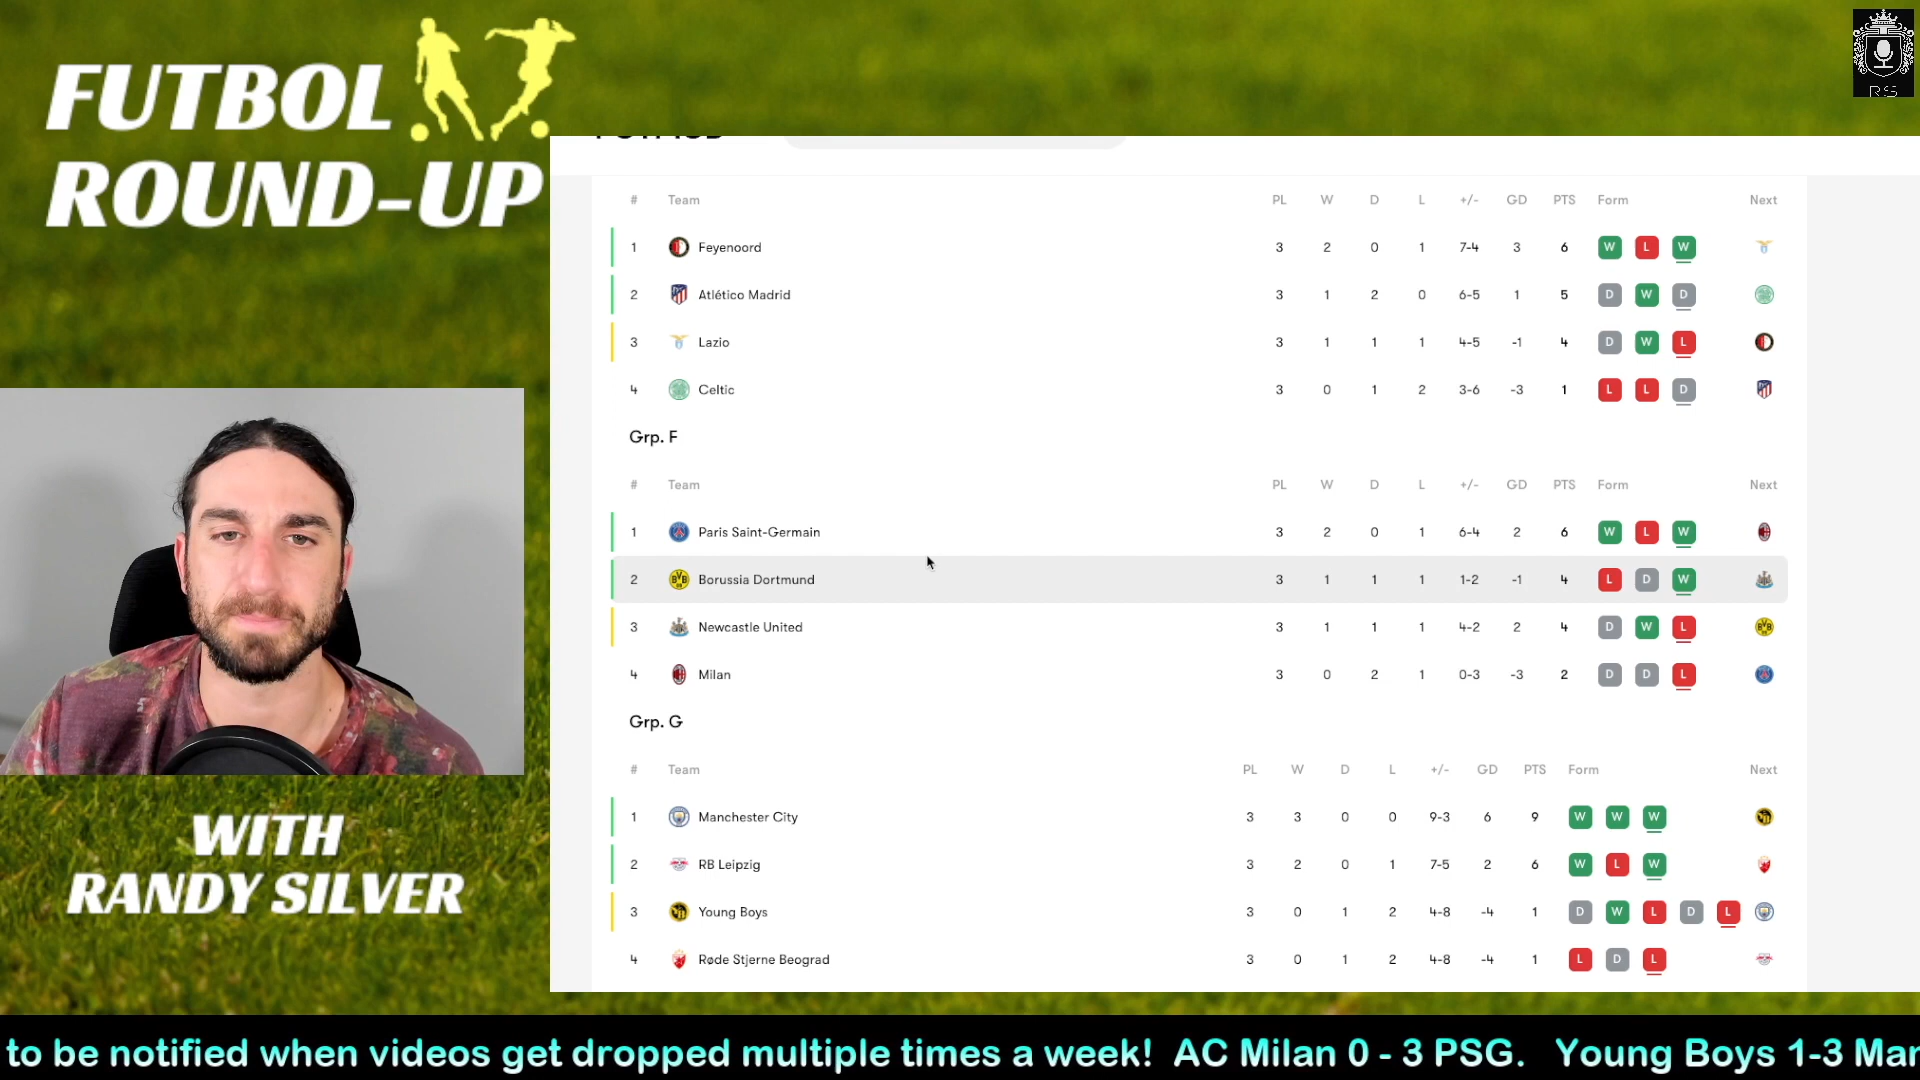 FUTBOL
ROUND-UP
RS
# Team PL W D L +/- GD PTS Form Next
1 Feyenoord 3 2 0 1 7-4 3 6 W L W
2 Atlético Madrid 3 1 2 0 6-5 1 5 D W D
3 Lazio 3 1 1 1 4-5 -1 4 D W L
4 Celtic 3 0 1 2 3-6 -3 1 L L D
Grp. F
# Team PL W D L +/- GD PTS Form Next
1 Paris Saint-Germain 3 2 0 1 6-4 2 6 W L W
2 Borussia Dortmund 3 1 1 1 1-2 -1 4 L D W
3 Newcastle United 3 1 1 1 4-2 2 4 D W L
4 Milan 3 0 2 1 0-3 -3 2 D D L
Grp. G
# Team PL W D L +/- GD PTS Form Next
1 Manchester City 3 3 0 0 9-3 6 9 W W W
2 RB Leipzig 3 2 0 1 7-5 2 6 W L W
3 Young Boys 3 0 1 2 4-8 -4 1 D W L D L
4 Røde Stjerne Beograd 3 0 1 2 4-8 -4 1 L D L
WITH
RANDY SILVER
to be notified when videos get dropped multiple times a week! AC Milan 0 - 3 PSG. Young Boys 1-3 Man